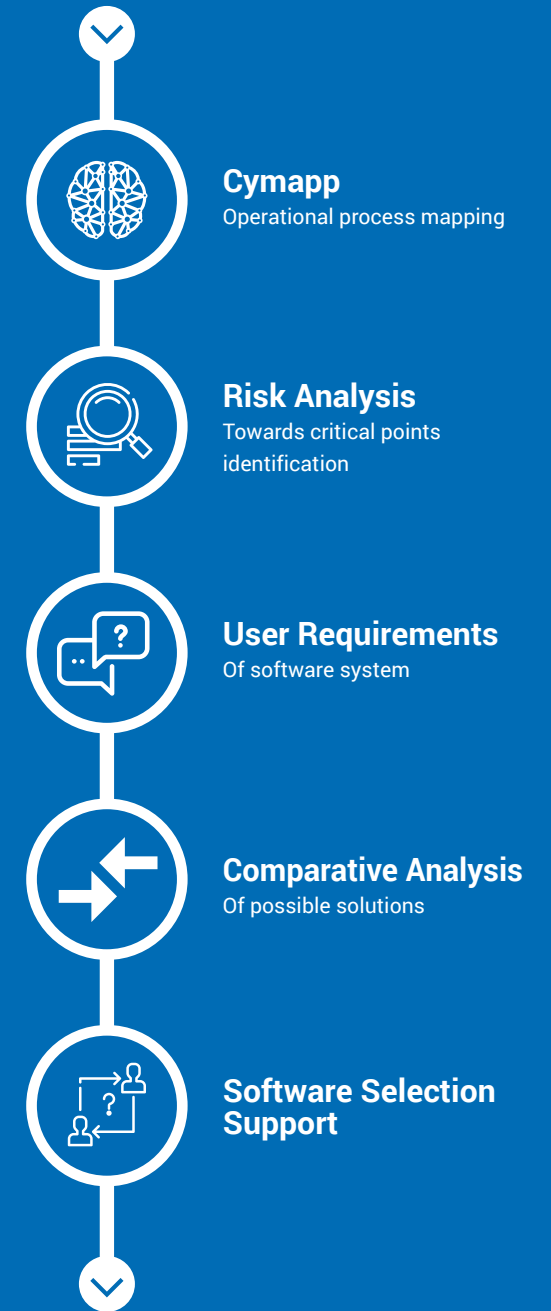 Cymapp
Operational process mapping
Risk Analysis
Towards critical points
identification
?
User Requirements
Of software system
Comparative Analysis
Of possible solutions
?
Software Selection
Support